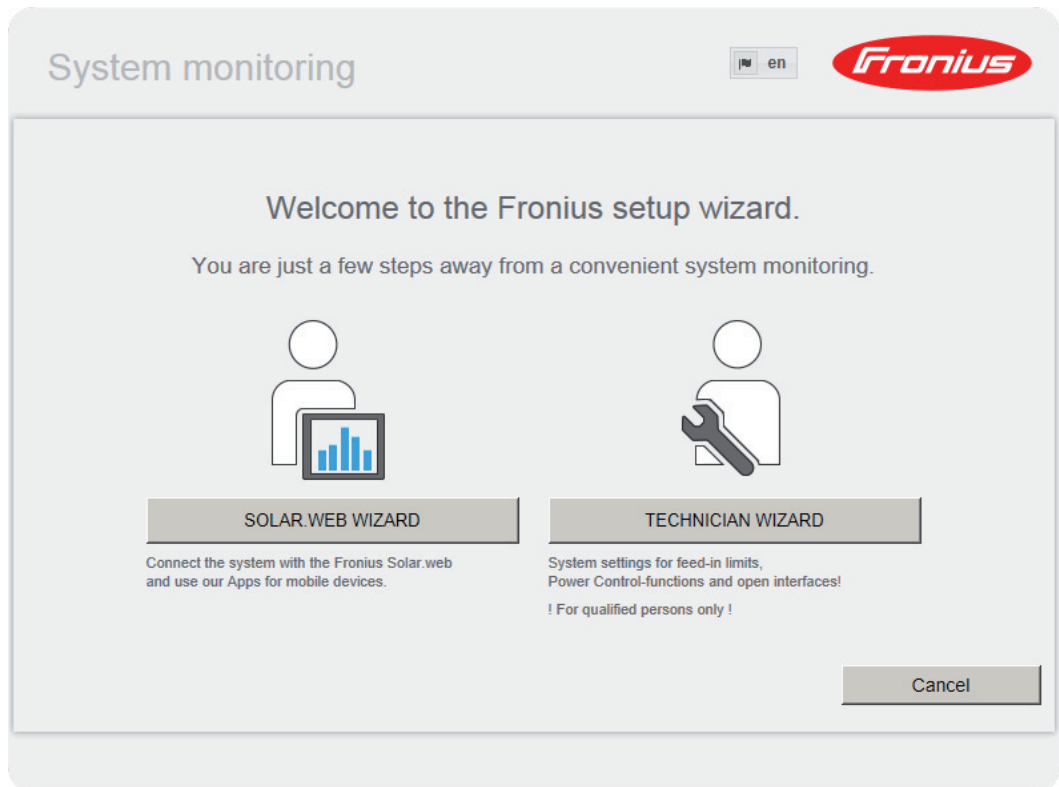 System monitoring
en
Fronius
Welcome to the Fronius setup wizard.
You are just a few steps away from a convenient system monitoring.
SOLAR.WEB WIZARD
Connect the system with the Fronius Solar.web
and use our Apps for mobile devices.
TECHNICIAN WIZARD
System settings for feed-in limits,
Power Control-functions and open interfaces!
! For qualified persons only !
Cancel